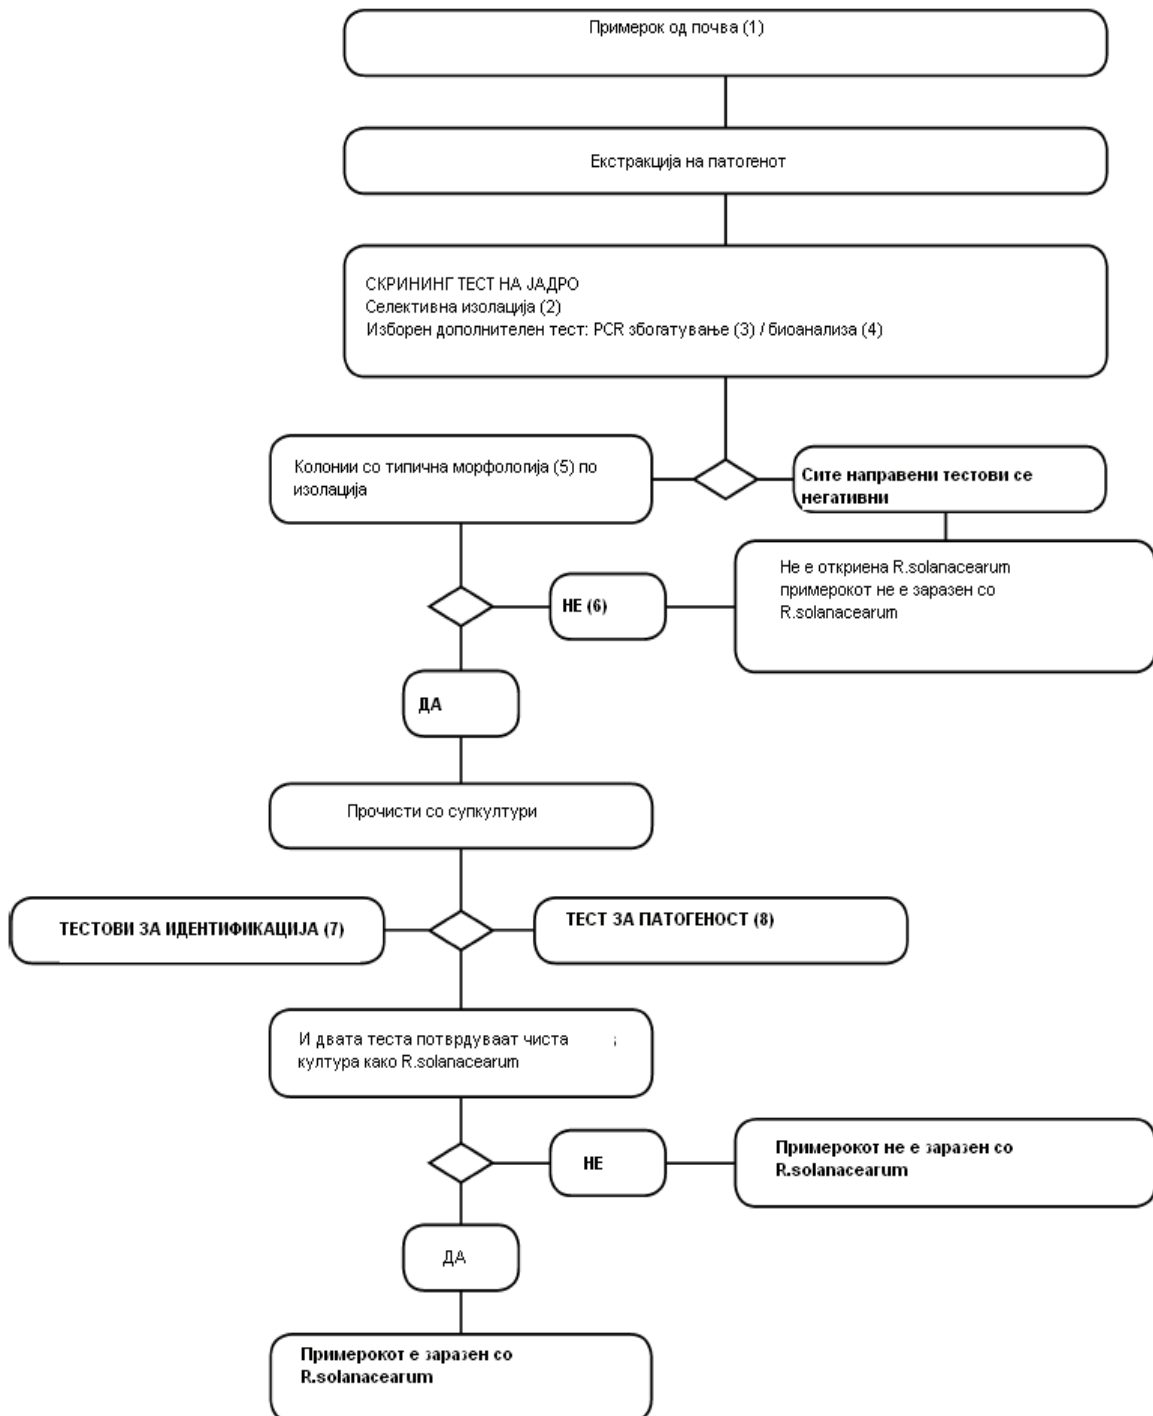 Примерок од почва (1)
Екстракција на патогенот
СКРИНИНГ ТЕСТ НА ЈАДРО
Селективна изолација (2)
Изборен дополнителен тест: PCR збогатување (3) / биоанализа (4)
Колонии со типична морфологија (5) по
изолација
Сите направени тестови се
негативни
Не е откриена R.solanacearum
примерокот не е заразен со
R.solanacearum
НЕ (6)
ДА
Прочисти со супкултури
ТЕСТОВИ ЗА ИДЕНТИФИКАЦИЈА (7)
ТЕСТ ЗА ПАТОГЕНОСТ (8)
И двата теста потврдуваат чиста ;
култура како R.solanacearum
НЕ
Примерокот не е заразен со
R.solanacearum
ДА
Примерокот е заразен со
R.solanacearum